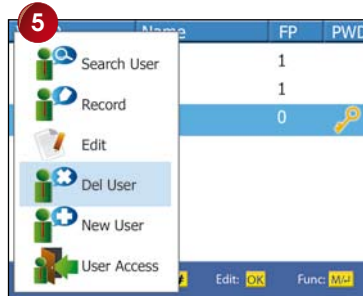 5
Name FP PWD
Search User 1
Record 1
0
Edit
Del User
New User
User Access
Edit: OK Func: M/↵